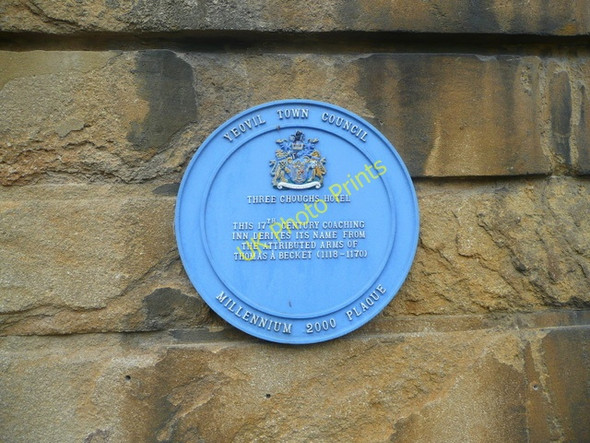 YEOVIL TOWN COUNCIL
THREE CHOUGHS HOTEL
THIS 17TH CENTURY COACHING
INN DERIVES ITS NAME FROM
THE ATTRIBUTED ARMS OF
THOMAS À BECKET (1118-1170)
MILLENNIUM 2000 PLAQUE
UK Photo Prints